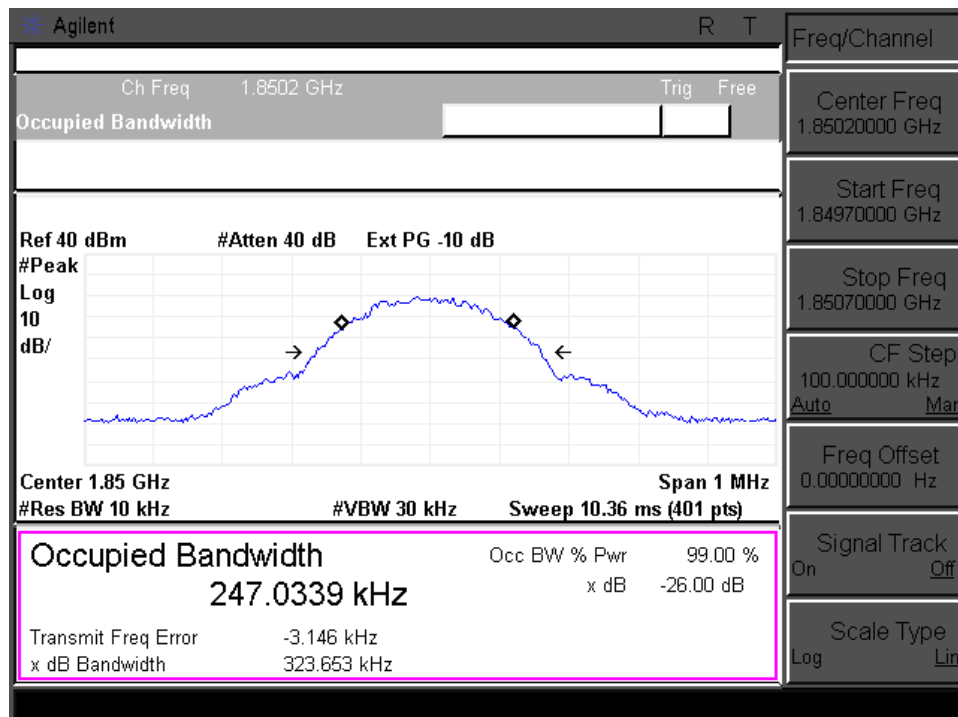 Agilent R T
Freq/Channel
Ch Freq 1.8502 GHz Trig Free
Occupied Bandwidth
Center Freq
1.85020000 GHz
Start Freq
1.84970000 GHz
Stop Freq
1.85070000 GHz
CF Step
100.000000 kHz
Auto Man
Freq Offset
0.00000000 Hz
Signal Track
On Off
Scale Type
Log Lin
Ref 40 dBm #Atten 40 dB Ext PG -10 dB
#Peak
Log
10
dB/
Center 1.85 GHz Span 1 MHz
#Res BW 10 kHz #VBW 30 kHz Sweep 10.36 ms (401 pts)
Occupied Bandwidth Occ BW % Pwr 99.00 %
247.0339 kHz x dB -26.00 dB
Transmit Freq Error -3.146 kHz
x dB Bandwidth 323.653 kHz